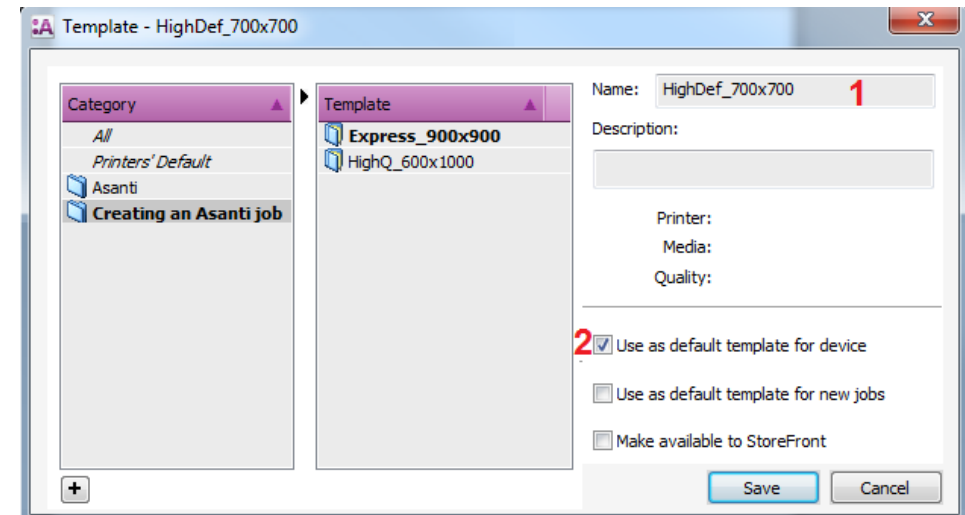 :A Template - HighDef_700x700
x
Category
All
Printers' Default
Asanti
Creating an Asanti job
+
Template
Express_900x900
HighQ_600x1000
Name: HighDef_700x700 1
Description:
Printer:
Media:
Quality:
2 Use as default template for device
Use as default template for new jobs
Make available to StoreFront
Save Cancel